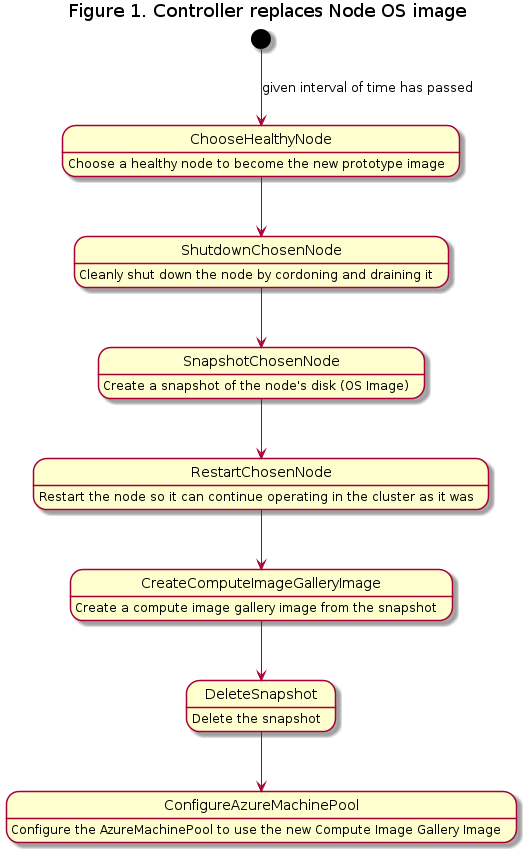 Figure 1. Controller replaces Node OS image
given interval of time has passed
ChooseHealthyNode
Choose a healthy node to become the new prototype image
ShutdownChosenNode
Cleanly shut down the node by cordoning and draining it
SnapshotChosenNode
Create a snapshot of the node's disk (OS Image)
RestartChosenNode
Restart the node so it can continue operating in the cluster as it was
CreateComputeImageGalleryImage
Create a compute image gallery image from the snapshot
DeleteSnapshot
Delete the snapshot
ConfigureAzureMachinePool
Configure the AzureMachinePool to use the new Compute Image Gallery Image